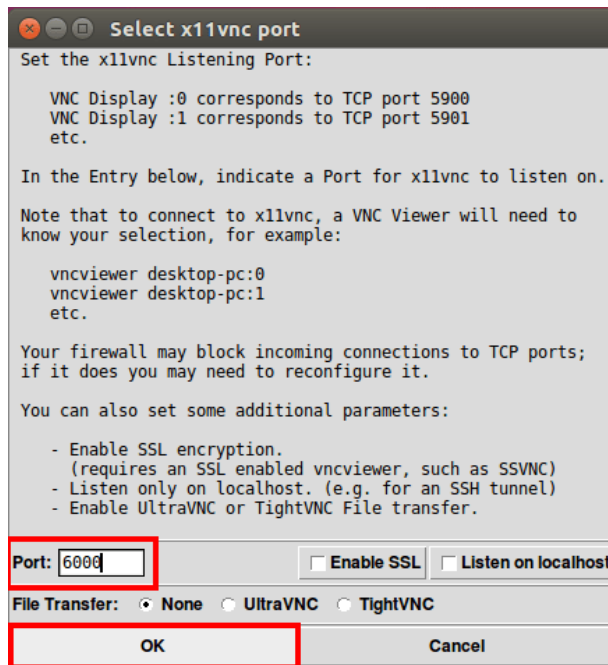 Select x11vnc port
Set the x11vnc Listening Port:
VNC Display :0 corresponds to TCP port 5900
VNC Display :1 corresponds to TCP port 5901
etc.
In the Entry below, indicate a Port for x11vnc to listen on.
Note that to connect to x11vnc, a VNC Viewer will need to
know your selection, for example:
vncviewer desktop-pc:0
vncviewer desktop-pc:1
etc.
Your firewall may block incoming connections to TCP ports;
if it does you may need to reconfigure it.
You can also set some additional parameters:
- Enable SSL encryption.
(requires an SSL enabled vncviewer, such as SSVNC)
- Listen only on localhost. (e.g. for an SSH tunnel)
- Enable UltraVNC or TightVNC File transfer.
Port: 6000 Enable SSL Listen on localhost
File Transfer: None UltraVNC TightVNC
OK Cancel